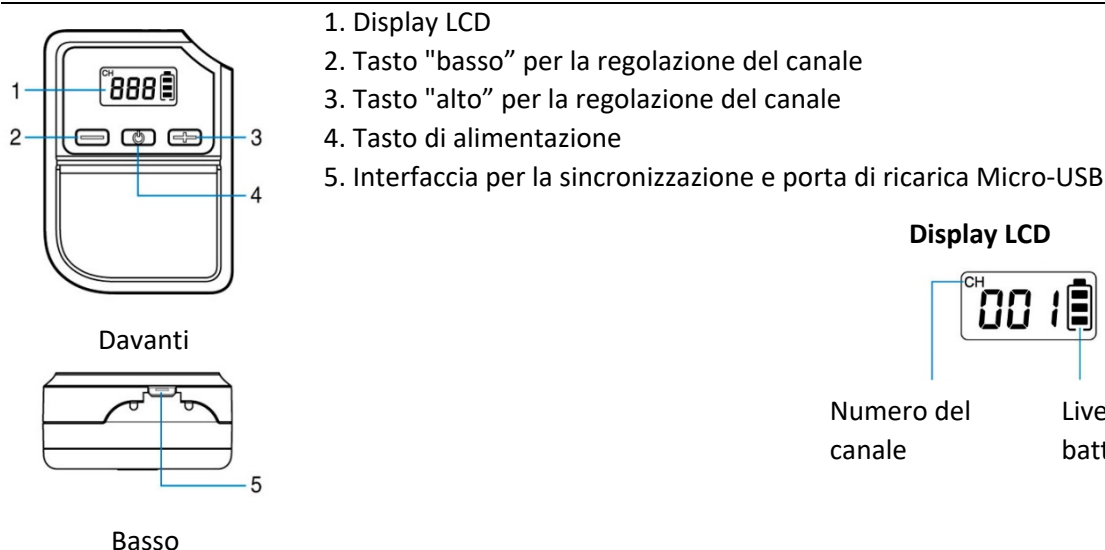 1. Display LCD
2. Tasto "basso” per la regolazione del canale
3. Tasto "alto” per la regolazione del canale
4. Tasto di alimentazione
5. Interfaccia per la sincronizzazione e porta di ricarica Micro-USB
CH
888
1
2
3
4
Davanti
5
Basso
Display LCD
CH
001
Numero del
canale
Live
batt